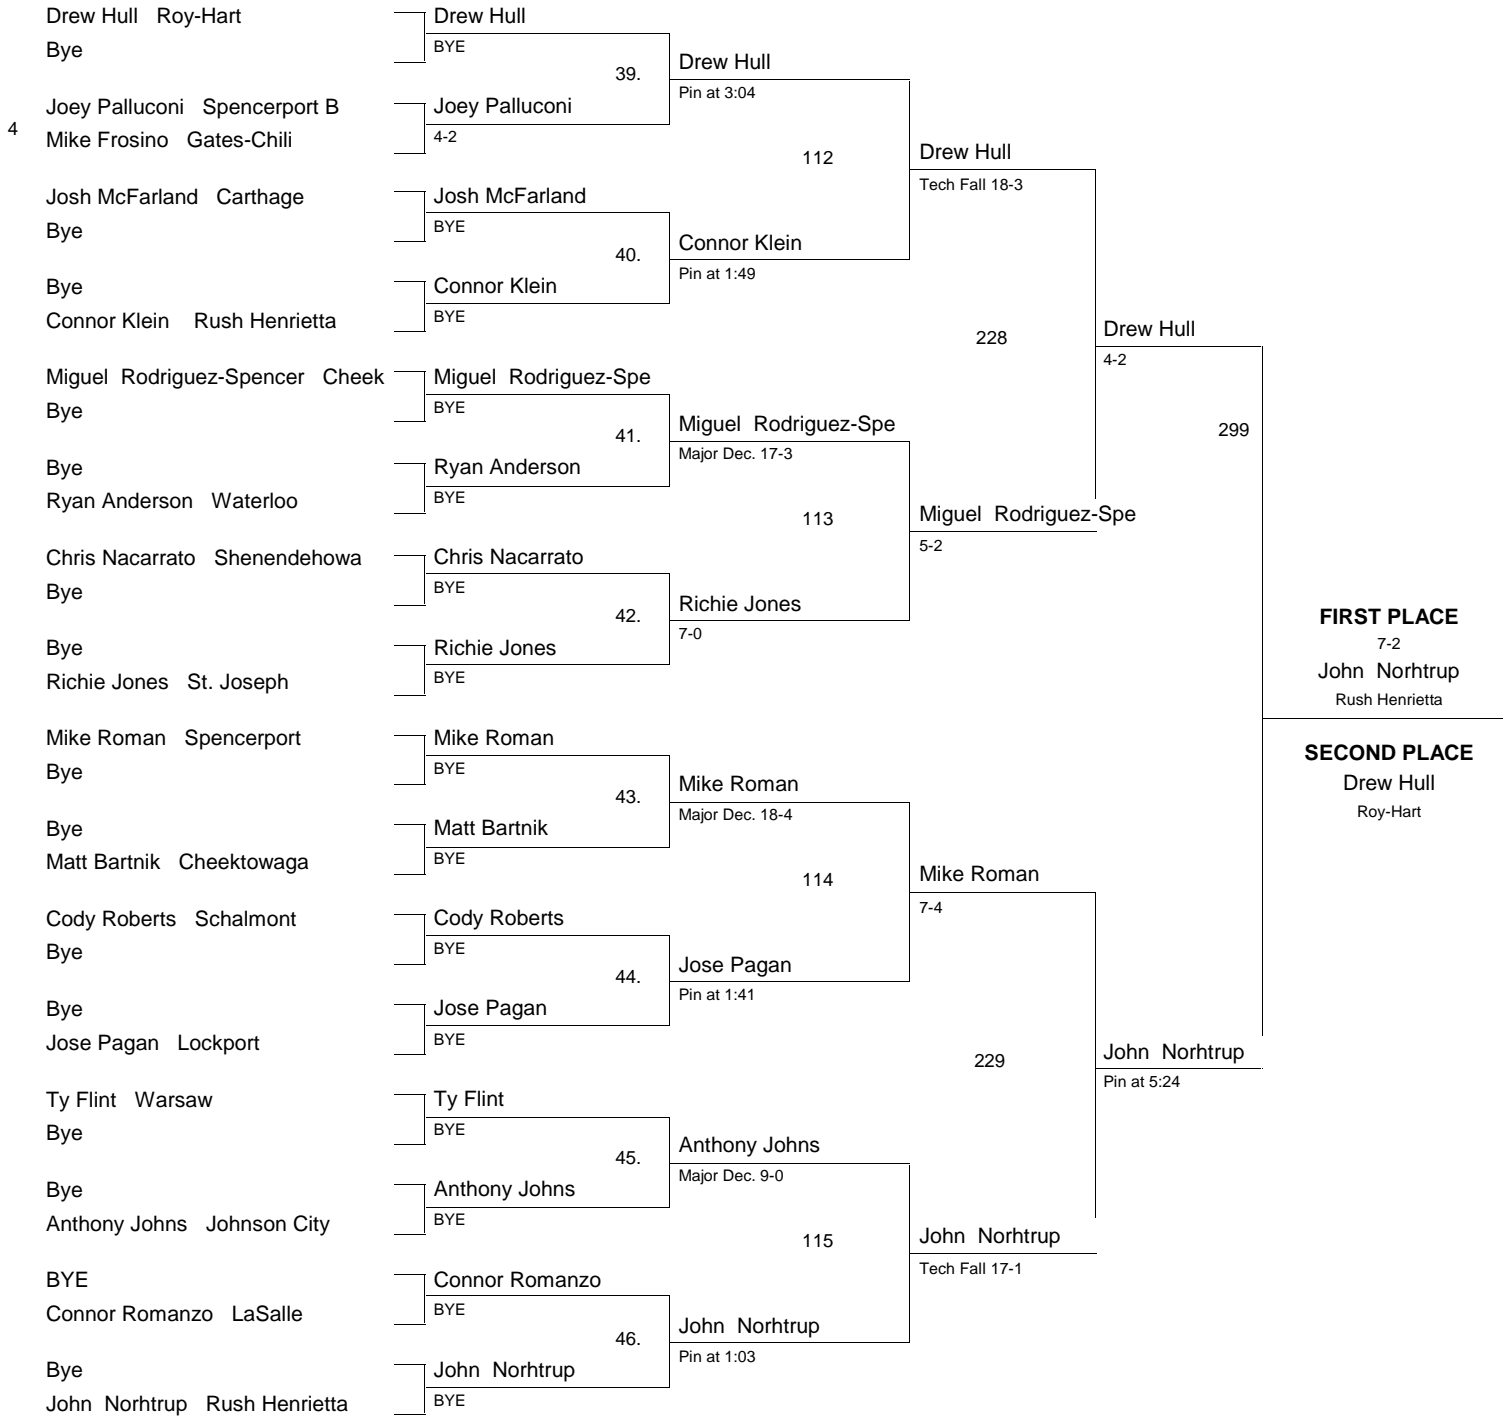 Drew Hull Roy-Hart
Bye
4
Joey Palluconi Spencerport B
Mike Frosino Gates-Chili
Josh McFarland Carthage
Bye
Bye
Connor Klein Rush Henrietta
Miguel Rodriguez-Spencer Cheek
Bye
Bye
Ryan Anderson Waterloo
Chris Nacarrato Shenendehowa
Bye
Bye
Richie Jones St. Joseph
Mike Roman Spencerport
Bye
Bye
Matt Bartnik Cheektowaga
Cody Roberts Schalmont
Bye
Bye
Jose Pagan Lockport
Ty Flint Warsaw
Bye
Bye
Anthony Johns Johnson City
BYE
Connor Romanzo LaSalle
Bye
John Norhtrup Rush Henrietta
Drew Hull
BYE
39.
Joey Palluconi
4-2
Josh McFarland
BYE
40.
Connor Klein
BYE
Miguel Rodriguez-Spe
BYE
41.
Ryan Anderson
BYE
Chris Nacarrato
BYE
42.
Richie Jones
BYE
Mike Roman
BYE
43.
Matt Bartnik
BYE
Cody Roberts
BYE
44.
Jose Pagan
BYE
Ty Flint
BYE
45.
Anthony Johns
BYE
Connor Romanzo
BYE
46.
John Norhtrup
BYE
Drew Hull
Pin at 3:04
112
Connor Klein
Pin at 1:49
Miguel Rodriguez-Spe
Major Dec. 17-3
113
Richie Jones
7-0
Mike Roman
Major Dec. 18-4
114
Jose Pagan
Pin at 1:41
Anthony Johns
Major Dec. 9-0
115
John Norhtrup
Pin at 1:03
Drew Hull
Tech Fall 18-3
228
Miguel Rodriguez-Spe
5-2
Mike Roman
7-4
229
John Norhtrup
Tech Fall 17-1
Drew Hull
4-2
299
John Norhtrup
Pin at 5:24
FIRST PLACE
7-2
John Norhtrup
Rush Henrietta
SECOND PLACE
Drew Hull
Roy-Hart